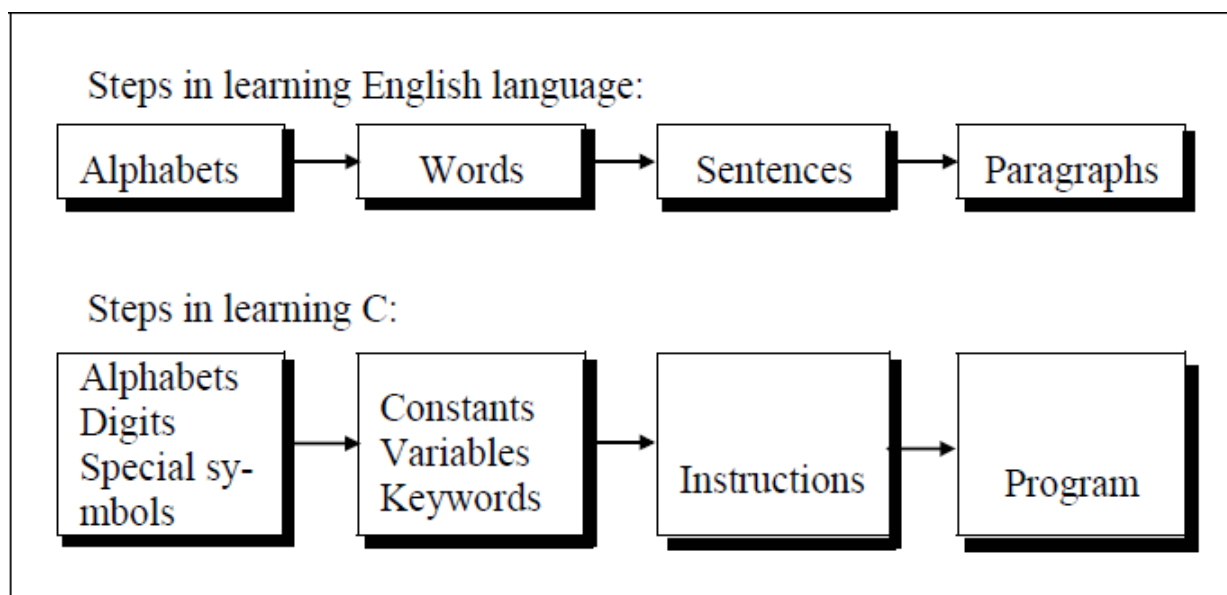 Steps in learning English language:
Alphabets
Words
Sentences
Paragraphs
Steps in learning C:
Alphabets
Digits
Special sy-
mbols
Constants
Variables
Keywords
Instructions
Program